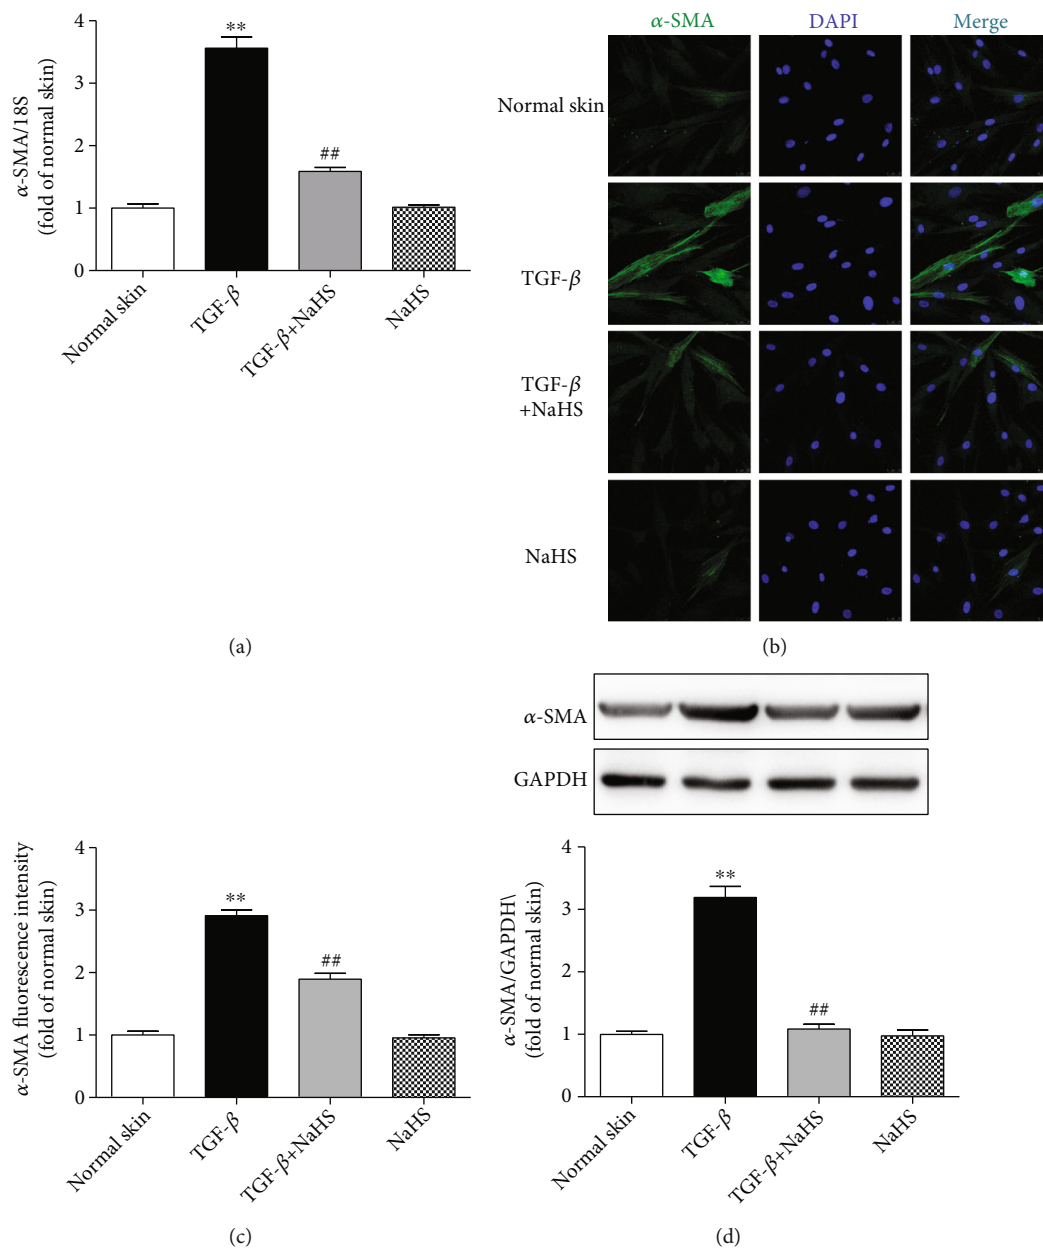 α-SMA/18S
(fold of normal skin)
4
3
2
1
0
**
##
Normal skin
TGF-β
TGF-β+NaHS
NaHS
(a)
α-SMA
DAPI
Merge
Normal skin
TGF-β
TGF-β
+NaHS
NaHS
(b)
α-SMA fluorescence intensity
(fold of normal skin)
4
3
2
1
0
**
##
Normal skin
TGF-β
TGF-β+NaHS
NaHS
(c)
α-SMA
GAPDH
α-SMA/GAPDH\
(fold of normal skin)
4
3
2
1
0
**
##
Normal skin
TGF-β
TGF-β+NaHS
NaHS
(d)